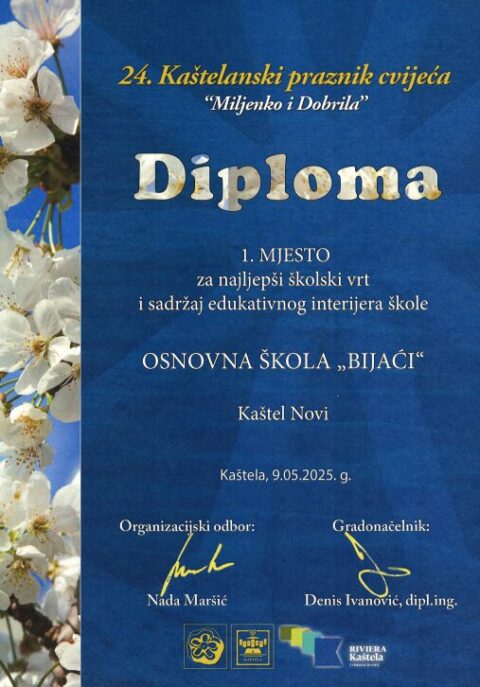 24. Kaštelanski praznik cvijeća
“Miljenko i Dobrila”
Diploma
1. MJESTO
za najljepši školski vrt
i sadržaj edukativnog interijera škole
OSNOVNA ŠKOLA „BIJAĆI“
Kaštel Novi
Kaštela, 9.05.2025. g.
Organizacijski odbor: Gradonačelnik:
Nada Maršić Denis Ivanović, dipl.ing.
RIVIERA
Kaštela